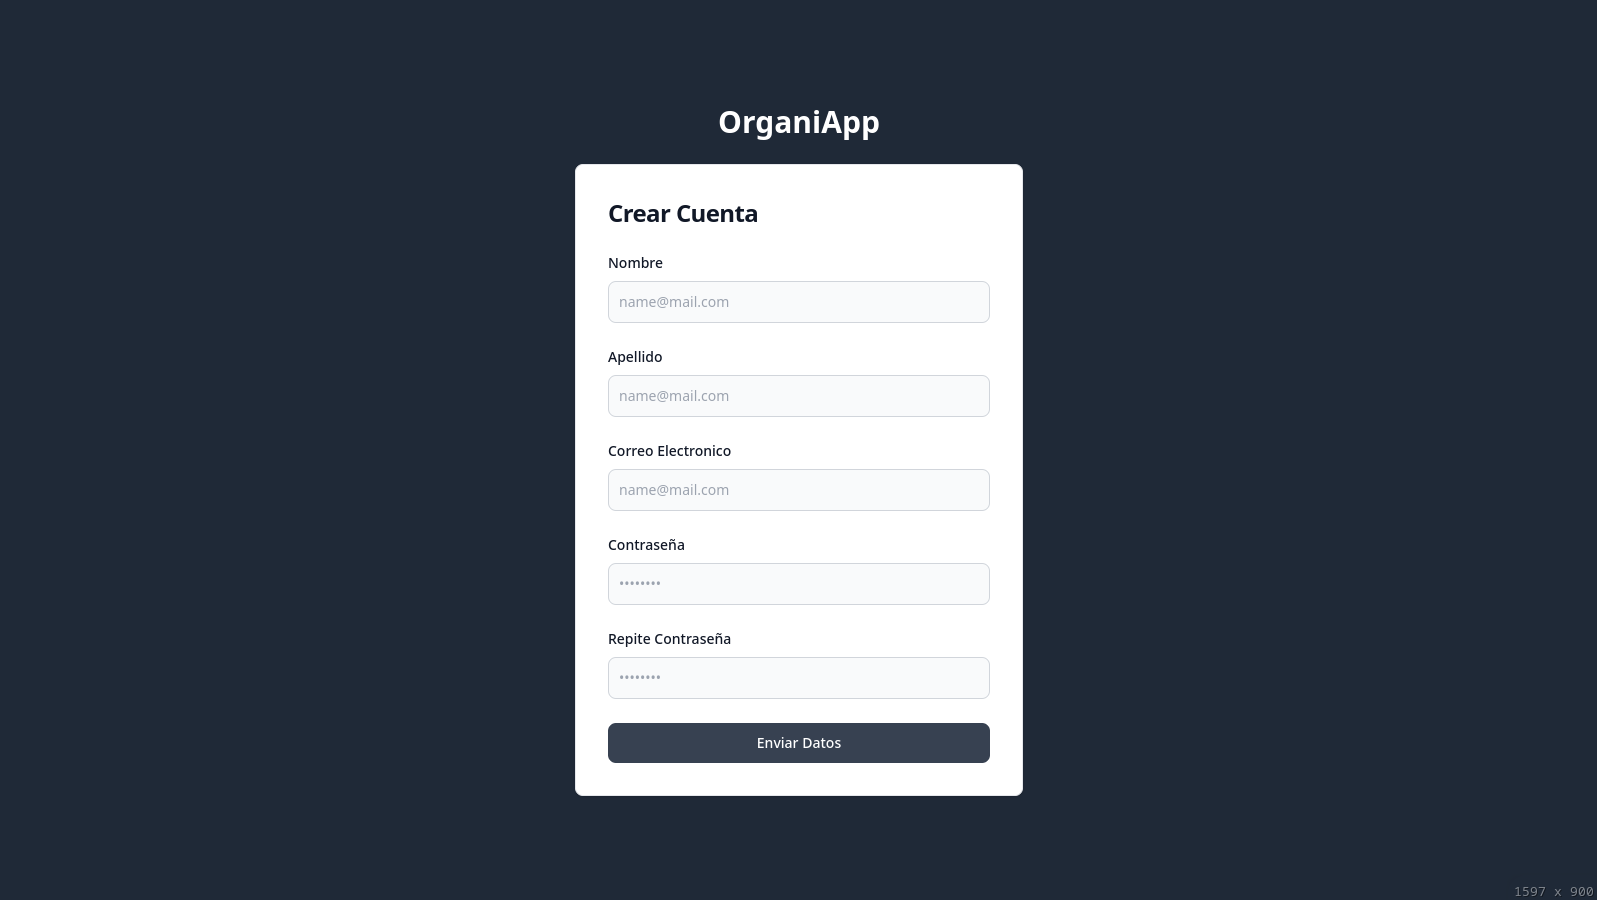 OrganiApp
Crear Cuenta
Nombre
name@mail.com
Apellido
name@mail.com
Correo Electronico
name@mail.com
Contraseña
••••••••
Repite Contraseña
••••••••
Enviar Datos
1597 x 900